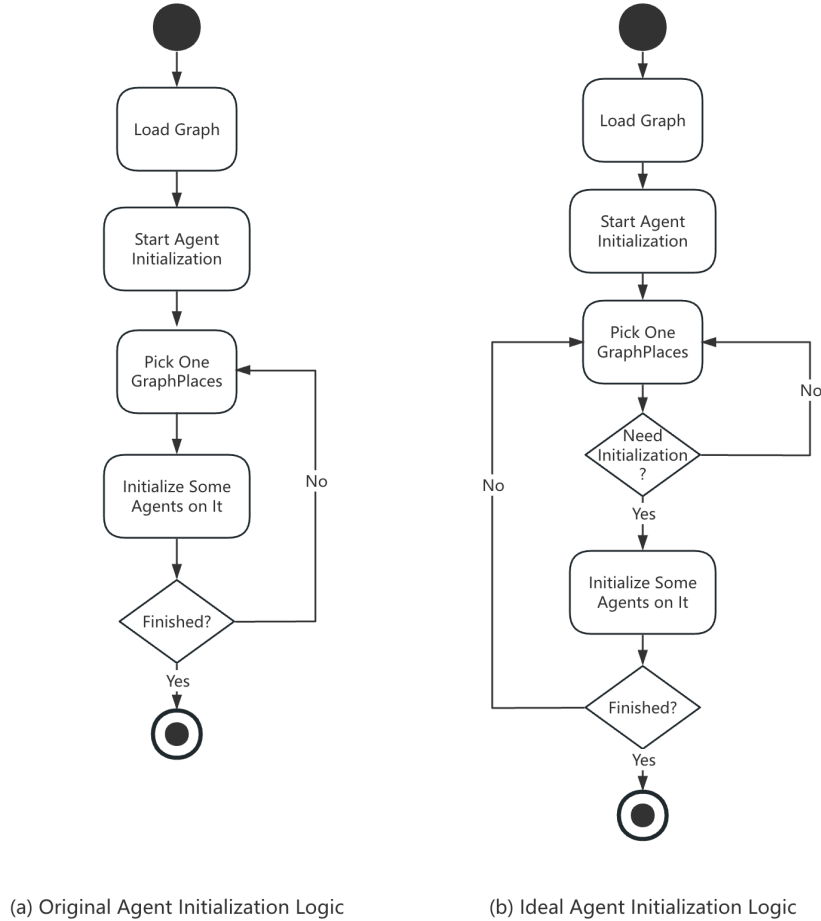 Load Graph
Start Agent
Initialization
Pick One
GraphPlaces
Initialize Some
Agents on It
No
Finished?
Yes
(a) Original Agent Initialization Logic
Load Graph
Start Agent
Initialization
Pick One
GraphPlaces
No
Need
Initialization
?
No
Yes
Initialize Some
Agents on It
Finished?
Yes
(b) Ideal Agent Initialization Logic